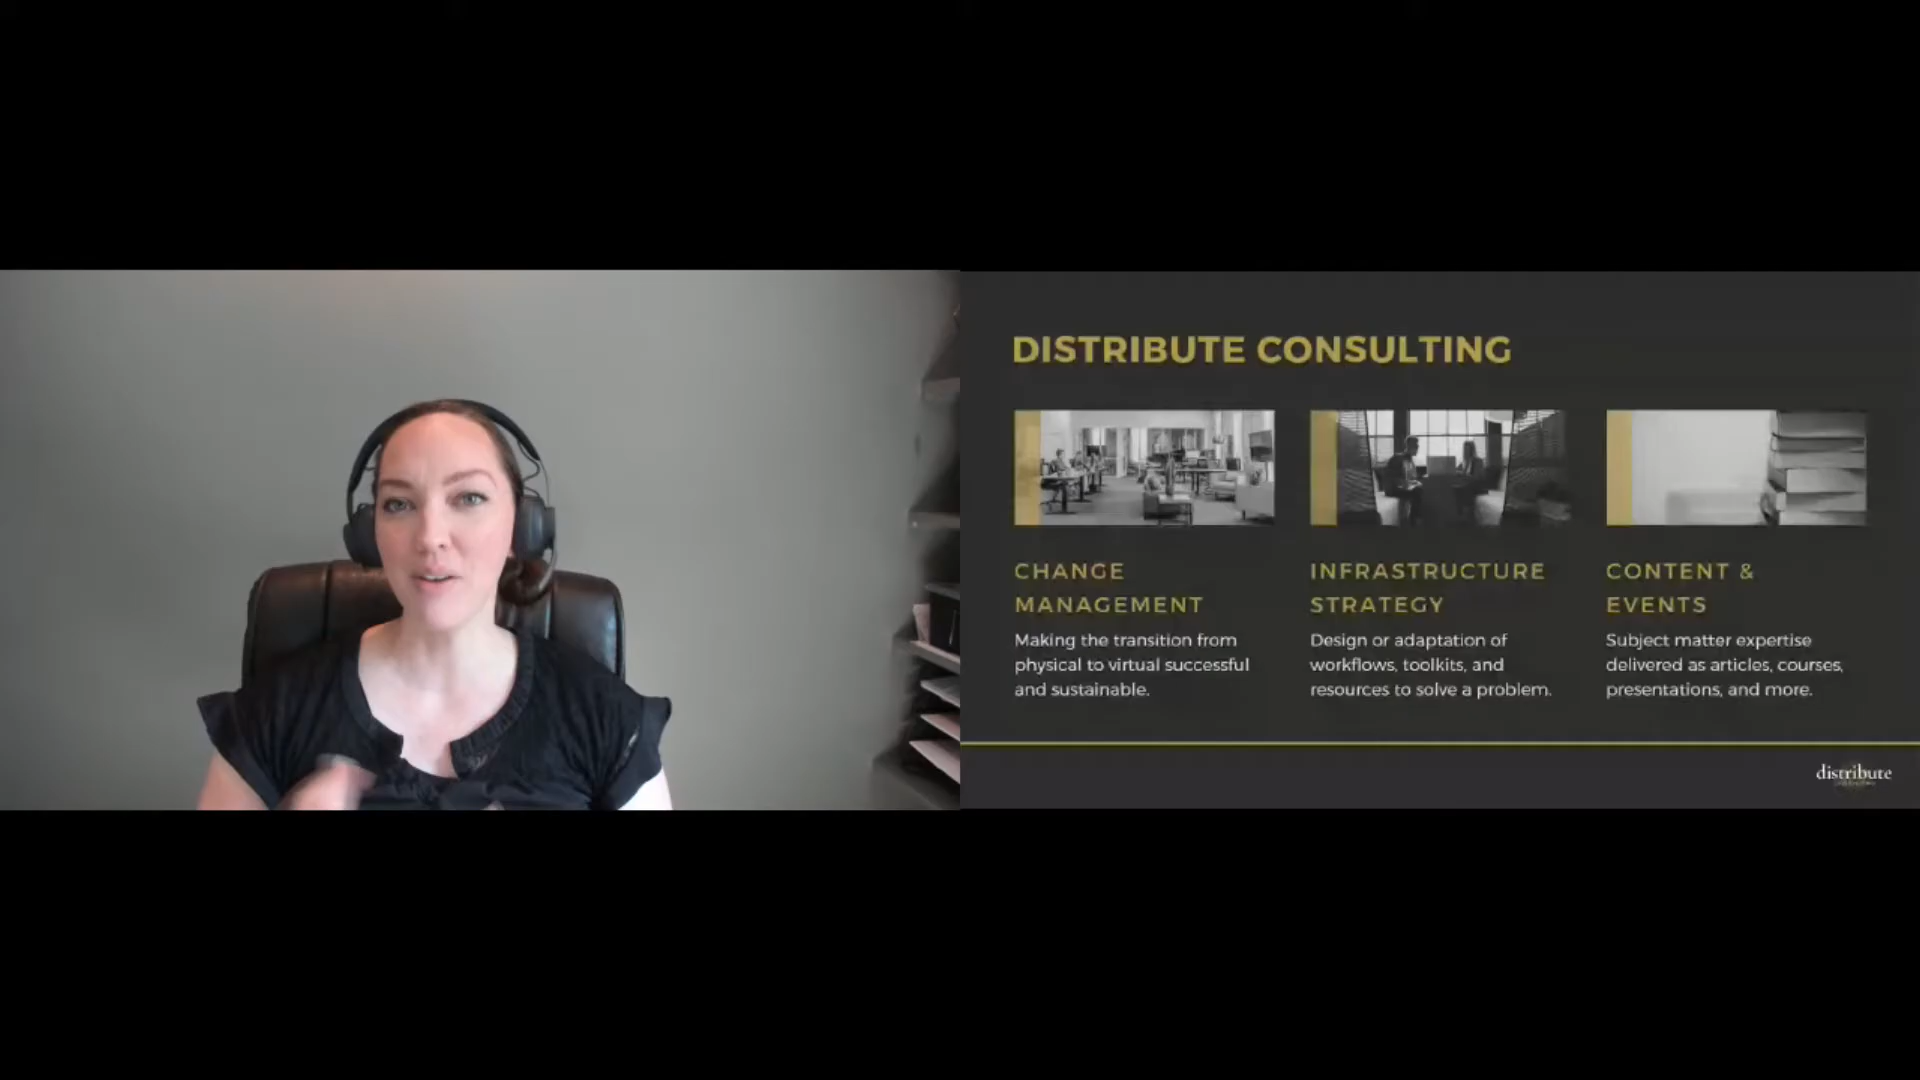 DISTRIBUTE CONSULTING
CHANGE
MANAGEMENT
Making the transition from
physical to virtual successful
and sustainable.
INFRASTRUCTURE
STRATEGY
Design or adaptation of
workflows, toolkits, and
resources to solve a problem.
CONTENT &
EVENTS
Subject matter expertise
delivered as articles, courses,
presentations, and more.
distribute